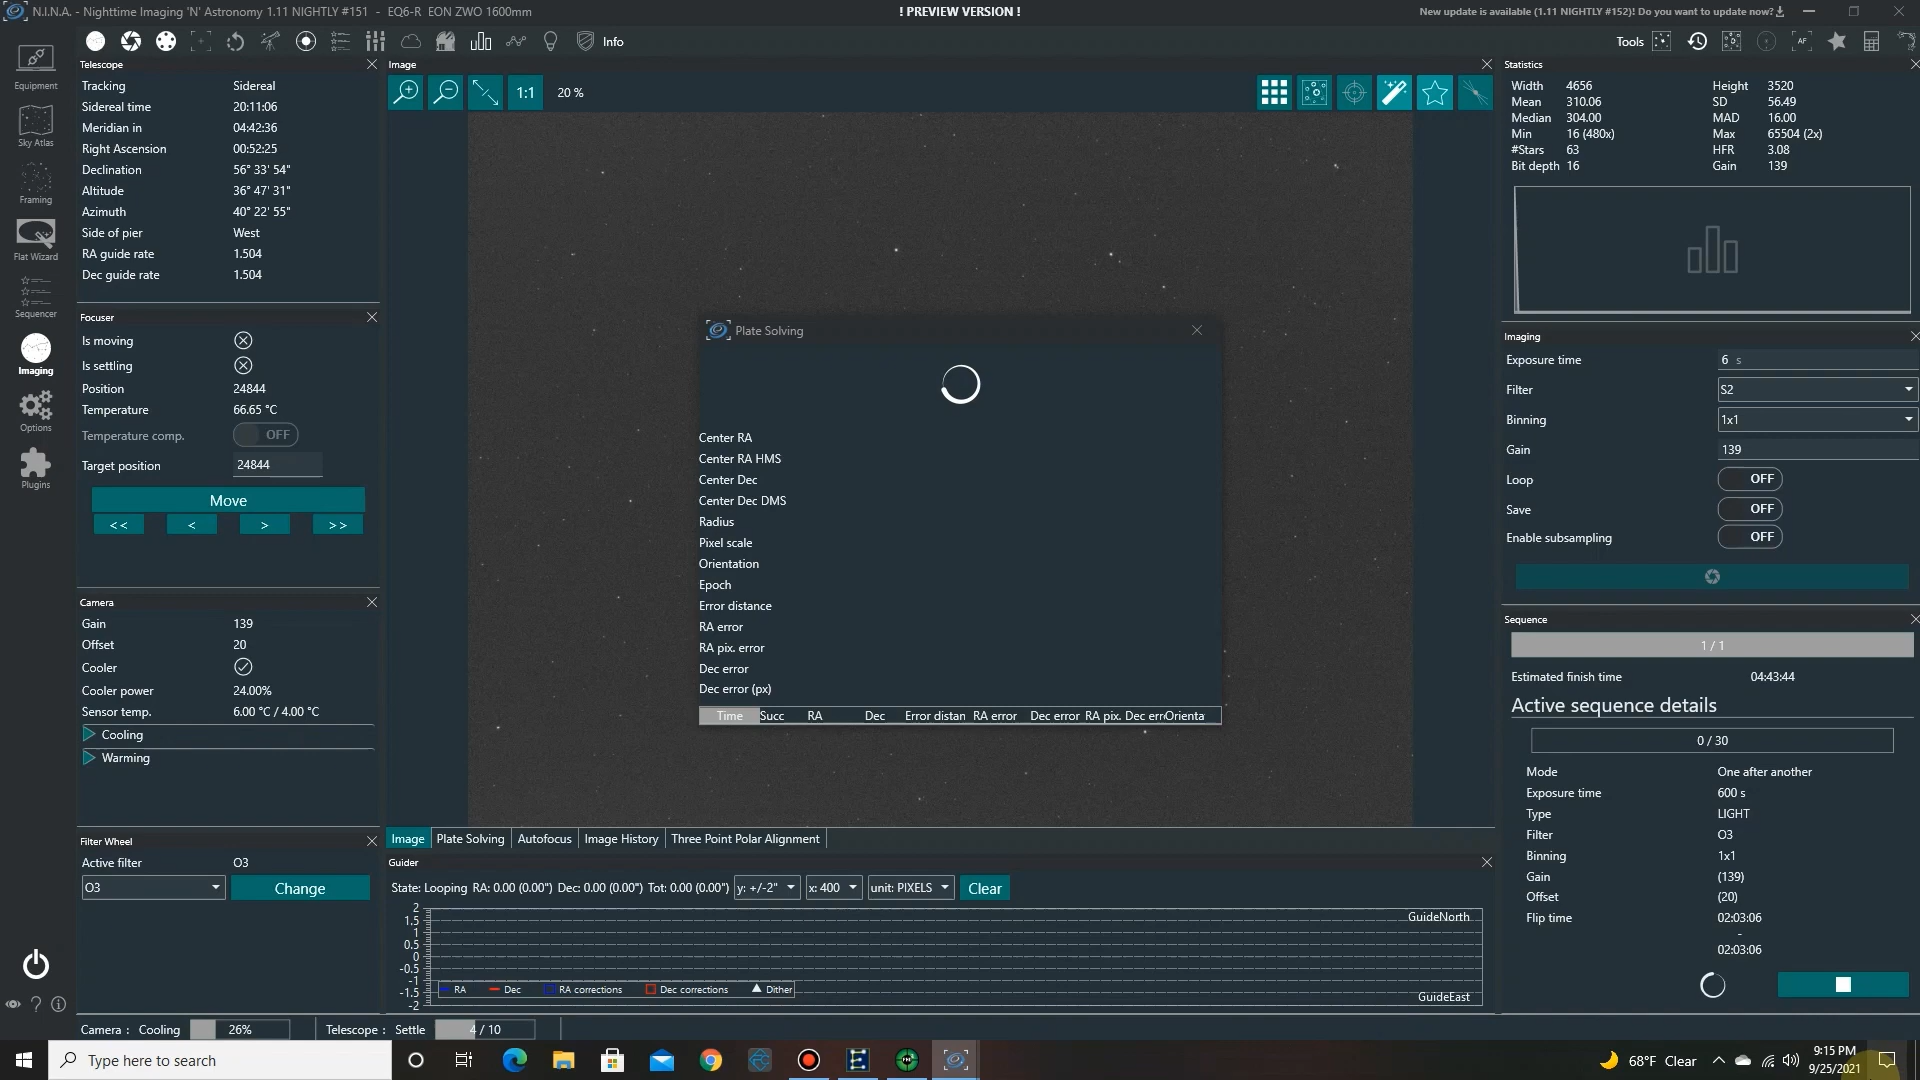 N.I.N.A. - Nighttime Imaging 'N' Astronomy 1.11 NIGHTLY #151 - EQ6-R EON ZWO 1600mm
! PREVIEW VERSION !
New update is available (1.11 NIGHTLY #152)! Do you want to update now?
Info
Tools
Equipment
Sky Atlas
Framing
Flat Wizard
Sequencer
Imaging
Options
Plugins
Telescope
Tracking Sidereal
Sidereal time 20:11:06
Meridian in 04:42:36
Right Ascension 00:52:25
Declination 56° 33' 54"
Altitude 36° 47' 31"
Azimuth 40° 22' 55"
Side of pier West
RA guide rate 1.504
Dec guide rate 1.504
Focuser
Is moving
Is settling
Position 24844
Temperature 66.65 °C
Temperature comp. OFF
Target position 24844
Move
<< < > >>
Camera
Gain 139
Offset 20
Cooler
Cooler power 24.00%
Sensor temp. 6.00 °C / 4.00 °C
Cooling
Warming
Filter Wheel
Active filter O3
O3 Change
Image
1:1 20 %
Plate Solving
Center RA
Center RA HMS
Center Dec
Center Dec DMS
Radius
Pixel scale
Orientation
Epoch
Error distance
RA error
RA pix. error
Dec error
Dec error (px)
Time Succ RA Dec Error distan RA error Dec error RA pix. Dec err Orienta
Image Plate Solving Autofocus Image History Three Point Polar Alignment
Guider
State: Looping RA: 0.00 (0.00") Dec: 0.00 (0.00") Tot: 0.00 (0.00") y: +/-2" x: 400 unit: PIXELS Clear
2
1.5
1
0.5
0
-0.5
-1
-1.5
-2
GuideNorth
RA Dec RA corrections Dec corrections Dither
GuideEast
Statistics
Width 4656 Height 3520
Mean 310.06 SD 56.49
Median 304.00 MAD 16.00
Min 16 (480x) Max 65504 (2x)
#Stars 63 HFR 3.08
Bit depth 16 Gain 139
Imaging
Exposure time 6 s
Filter S2
Binning 1x1
Gain 139
Loop OFF
Save OFF
Enable subsampling OFF
Sequence
1 / 1
Estimated finish time 04:43:44
Active sequence details
0 / 30
Mode One after another
Exposure time 600 s
Type LIGHT
Filter O3
Binning 1x1
Gain (139)
Offset (20)
Flip time 02:03:06
-
02:03:06
Camera : Cooling 26% Telescope : Settle 4 / 10
Type here to search
68°F Clear
9:15 PM
9/25/2021